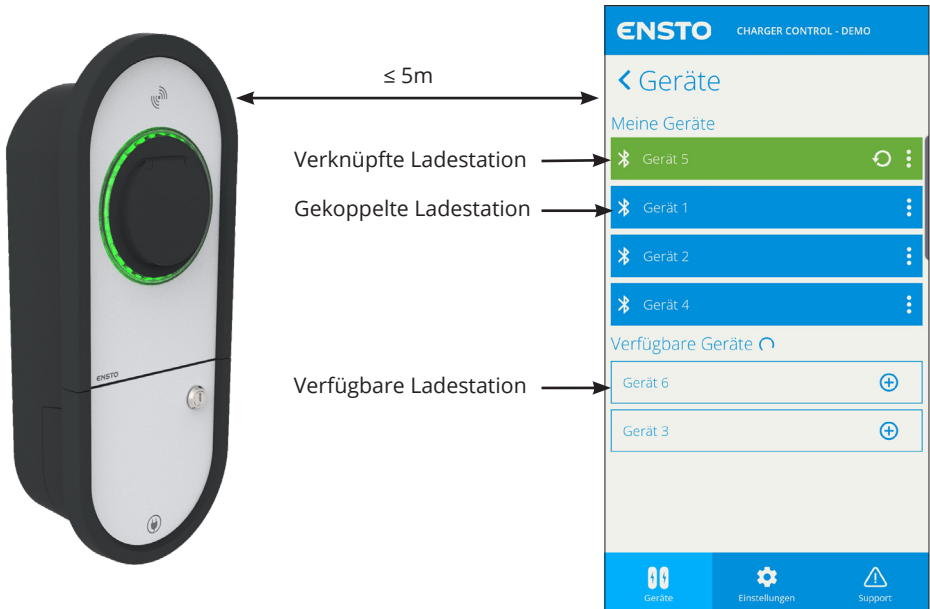 ≤ 5m
Verknüpfte Ladestation
Gekoppelte Ladestation
Verfügbare Ladestation
ENSTO
ENSTO CHARGER CONTROL - DEMO
Geräte
Meine Geräte
Gerät 5
Gerät 1
Gerät 2
Gerät 4
Verfügbare Geräte
Gerät 6
Gerät 3
Geräte Einstellungen Support